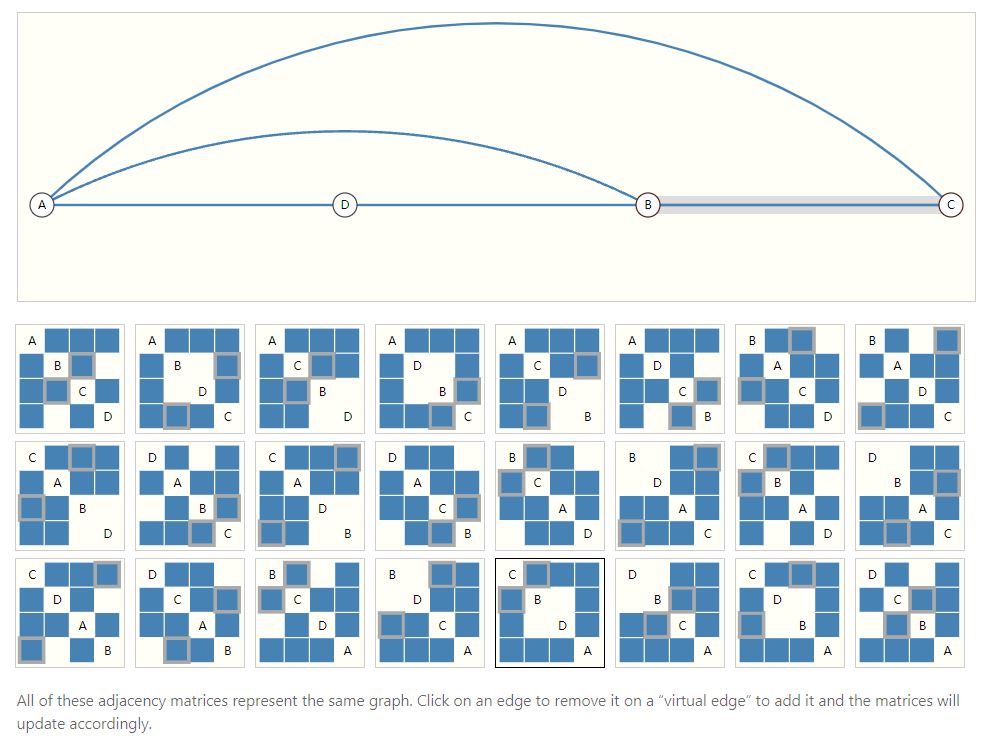 A D B C
A A A A A A B B
B B C D C D A A
C D B B D C C D
D C D C B B D C
C D C D B B C D
A A A A C D B B
B B D C A A A A
D C B B D C D C
C D B B C D C D
D C C D B B D C
A A D C D C B B
B B A A A A A A
All of these adjacency matrices represent the same graph. Click on an edge to remove it on a “virtual edge” to add it and the matrices will
update accordingly.